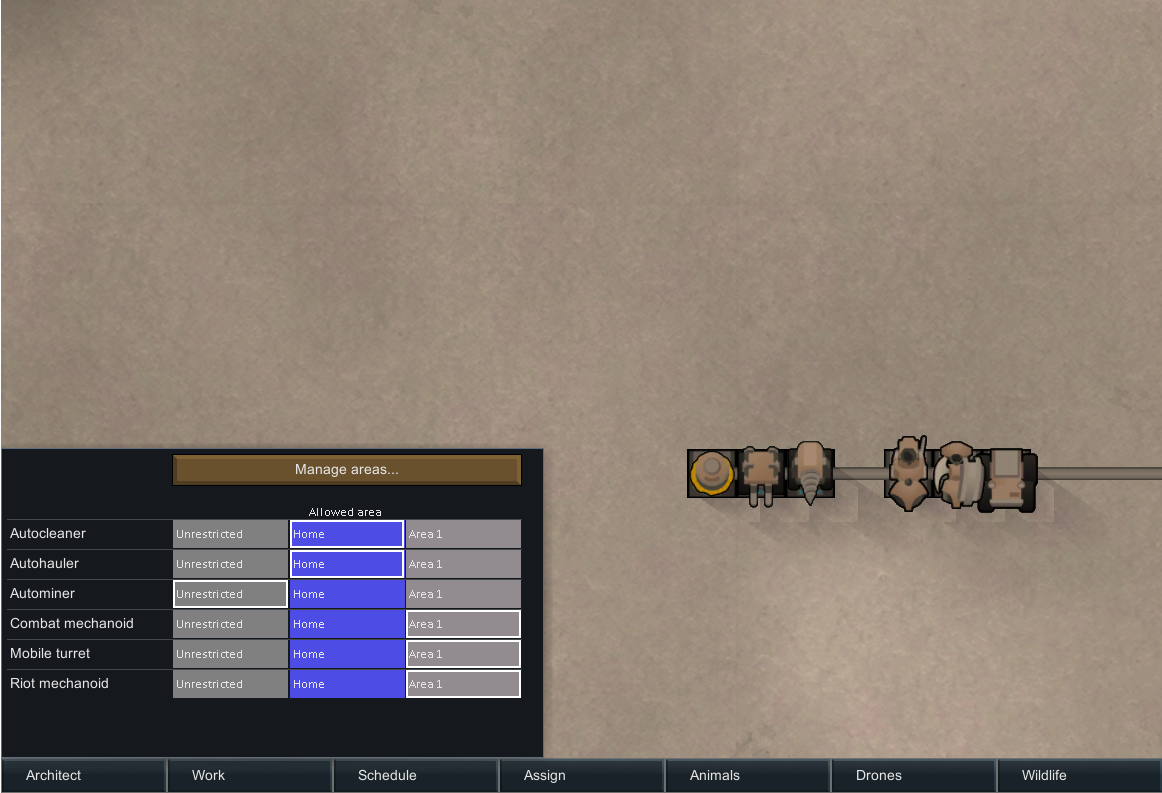 Manage areas...
Allowed area
Autocleaner Unrestricted Home Area 1
Autohauler Unrestricted Home Area 1
Autominer Unrestricted Home Area 1
Combat mechanoid Unrestricted Home Area 1
Mobile turret Unrestricted Home Area 1
Riot mechanoid Unrestricted Home Area 1
Architect Work Schedule Assign Animals Drones Wildlife